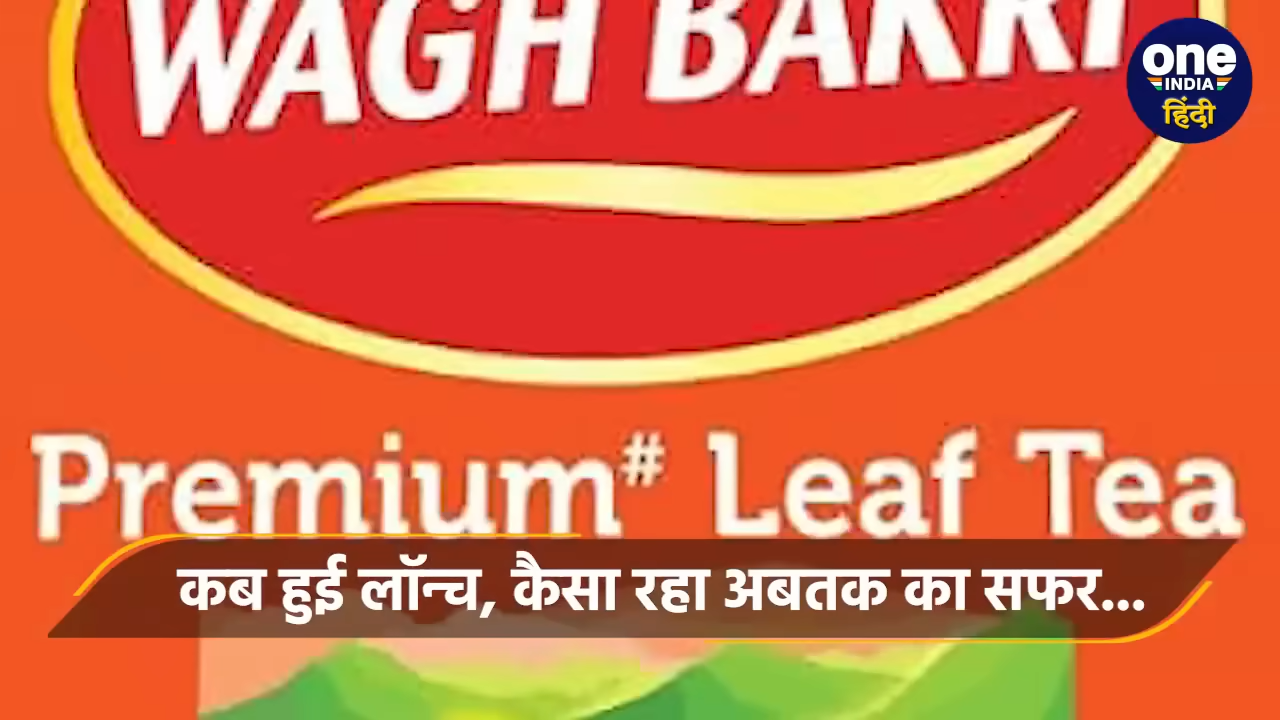 WAGH BAKRI
one
INDIA
हिंदी
Premium# Leaf Tea
कब हुई लॉन्च, कैसा रहा अबतक का सफर...